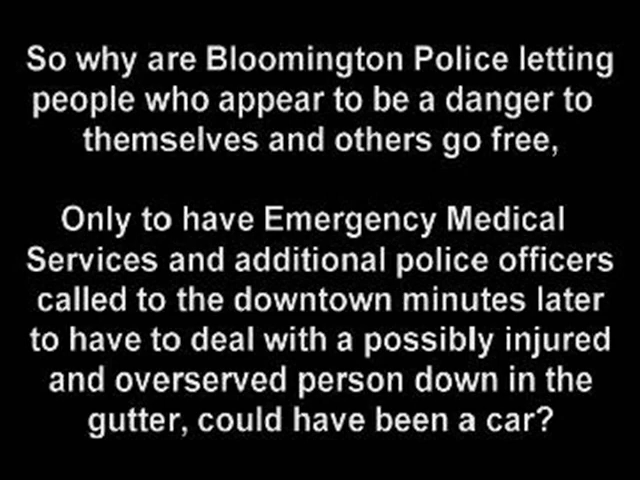 So why are Bloomington Police letting
people who appear to be a danger to
themselves and others go free,
Only to have Emergency Medical
Services and additional police officers
called to the downtown minutes later
to have to deal with a possibly injured
and overserved person down in the
gutter, could have been a car?